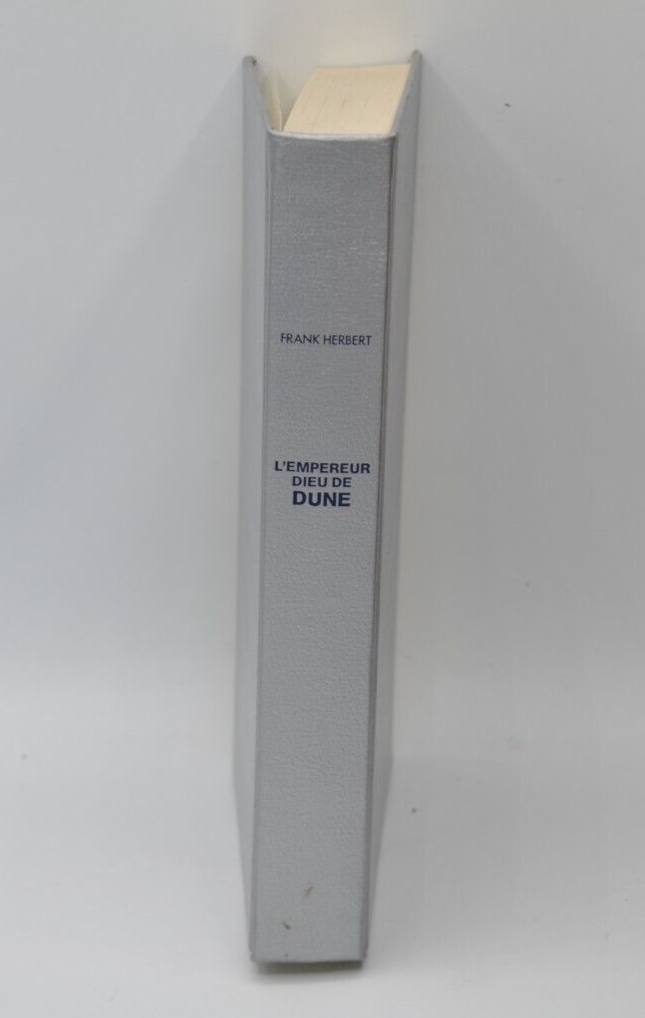 FRANK HERBERT
L'EMPEREUR
DIEU DE
DUNE